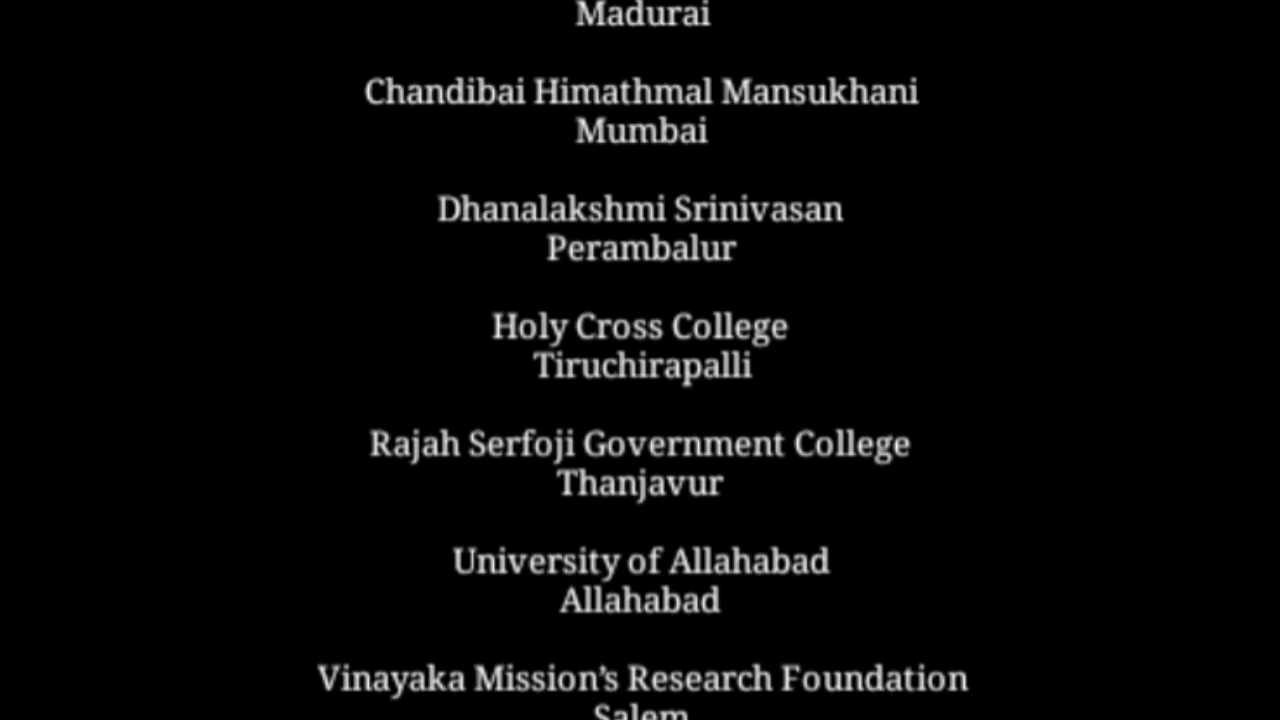 Madurai
Chandibai Himathmal Mansukhani
Mumbai
Dhanalakshmi Srinivasan
Perambalur
Holy Cross College
Tiruchirapalli
Rajah Serfoji Government College
Thanjavur
University of Allahabad
Allahabad
Vinayaka Mission’s Research Foundation
Salem